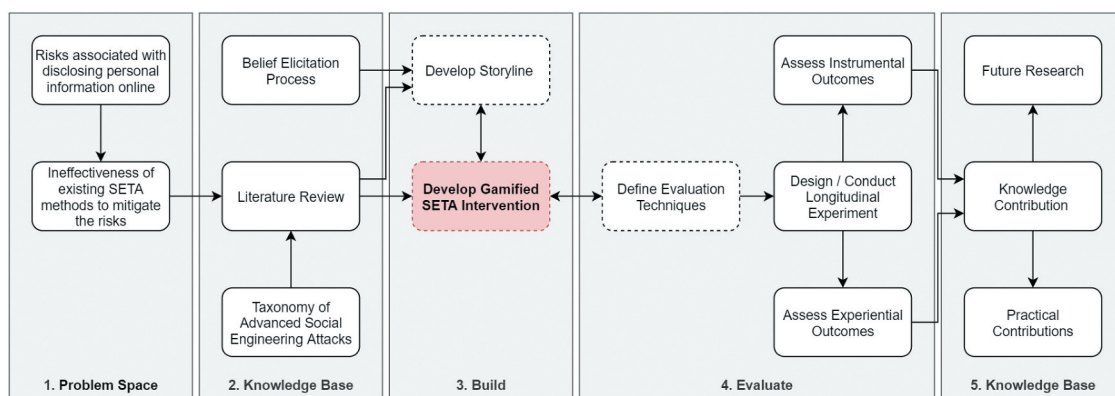 Risks associated with
disclosing personal
information online
Ineffectiveness of
existing SETA
methods to mitigate
the risks
1. Problem Space
Belief Elicitation
Process
Literature Review
Taxonomy of
Advanced Social
Engineering Attacks
2. Knowledge Base
Develop Storyline
Develop Gamified
SETA Intervention
3. Build
Define Evaluation
Techniques
Assess Instrumental
Outcomes
Design / Conduct
Longitudinal
Experiment
Assess Experiential
Outcomes
4. Evaluate
Future Research
Knowledge
Contribution
Practical
Contributions
5. Knowledge Base